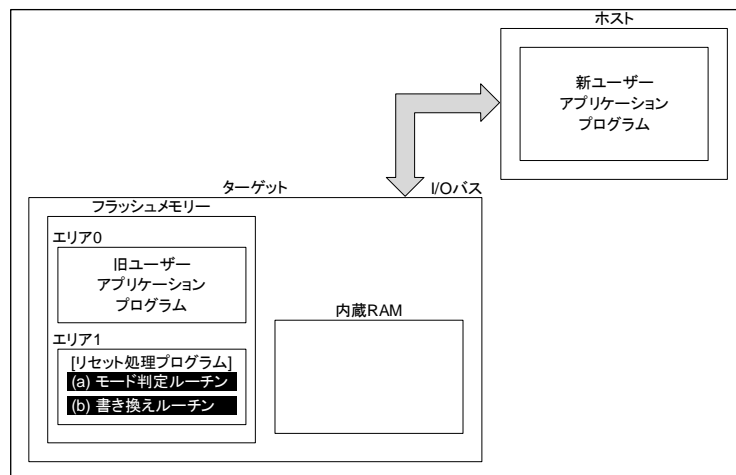 ホスト
新ユーザー
アプリケーション
プログラム
ターゲット
I/Oバス
フラッシュメモリー
エリア0
旧ユーザー
アプリケーション
プログラム
内蔵RAM
エリア1
[リセット処理プログラム]
(a) モード判定ルーチン
(b) 書き換えルーチン